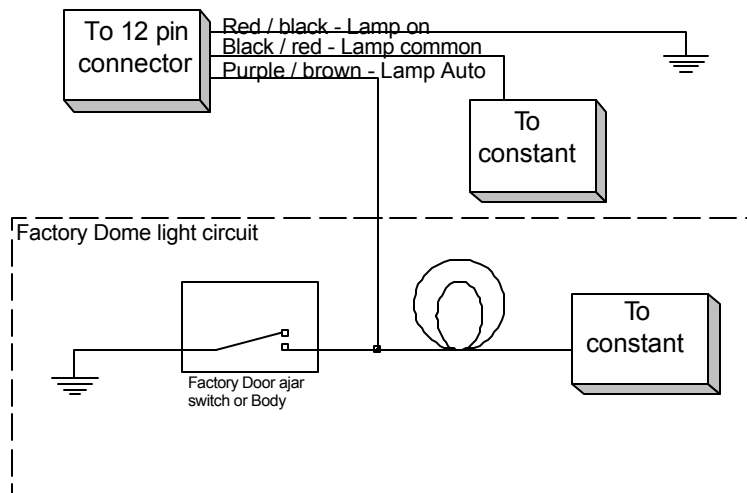 To 12 pin
connector
Red / black - Lamp on
Black / red - Lamp common
Purple / brown - Lamp Auto
To
constant
Factory Dome light circuit
To
constant
Factory Door ajar
switch or Body